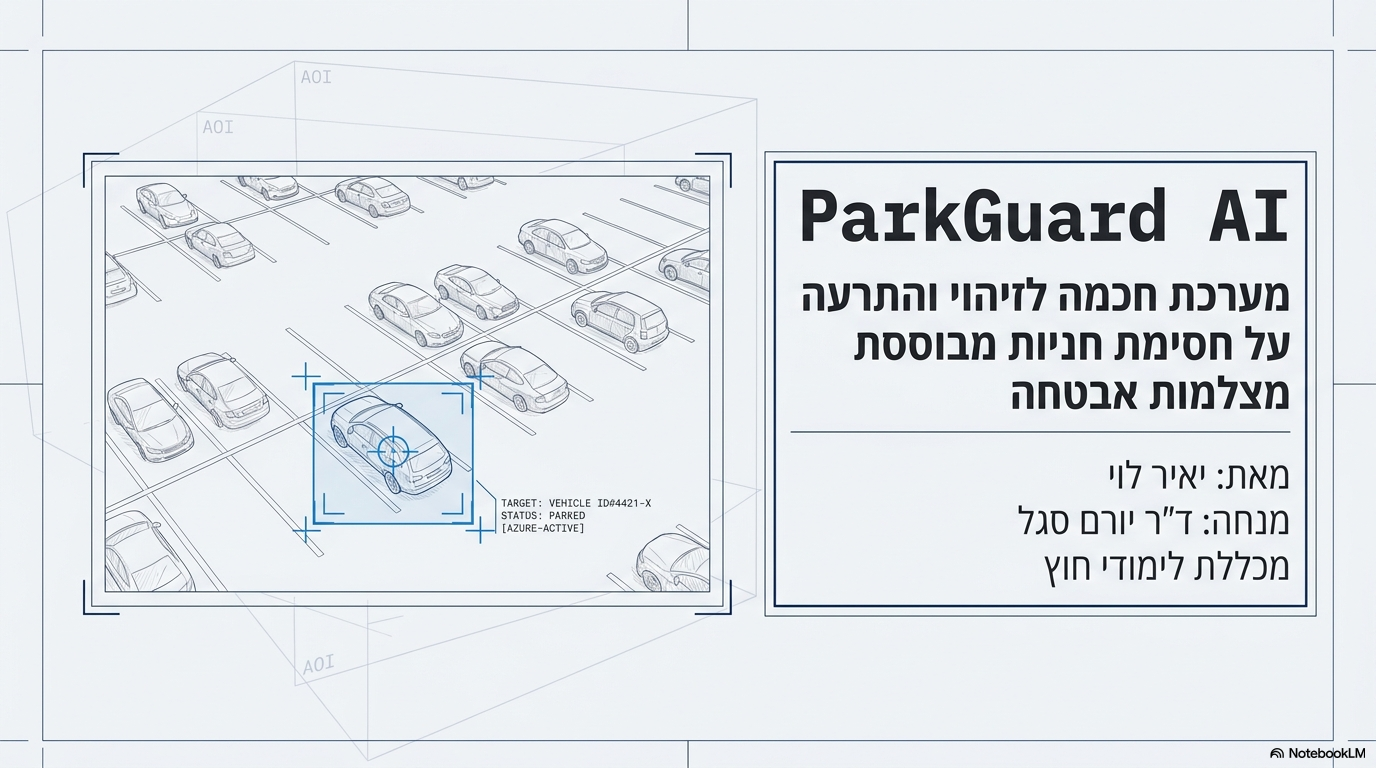 AOI
AOI
ParkGuard AI
מערכת חכמה לזיהוי והתרעה
על חסימת חניות מבוססת
מצלמות אבטחה
מאת: יאיר לוי
מנחה: ד"ר יורם סגל
מכללת לימודי חוץ
TARGET: VEHICLE ID#4421-X
STATUS: PARRED
[AZURE-ACTIVE]
AOI
NotebookLM